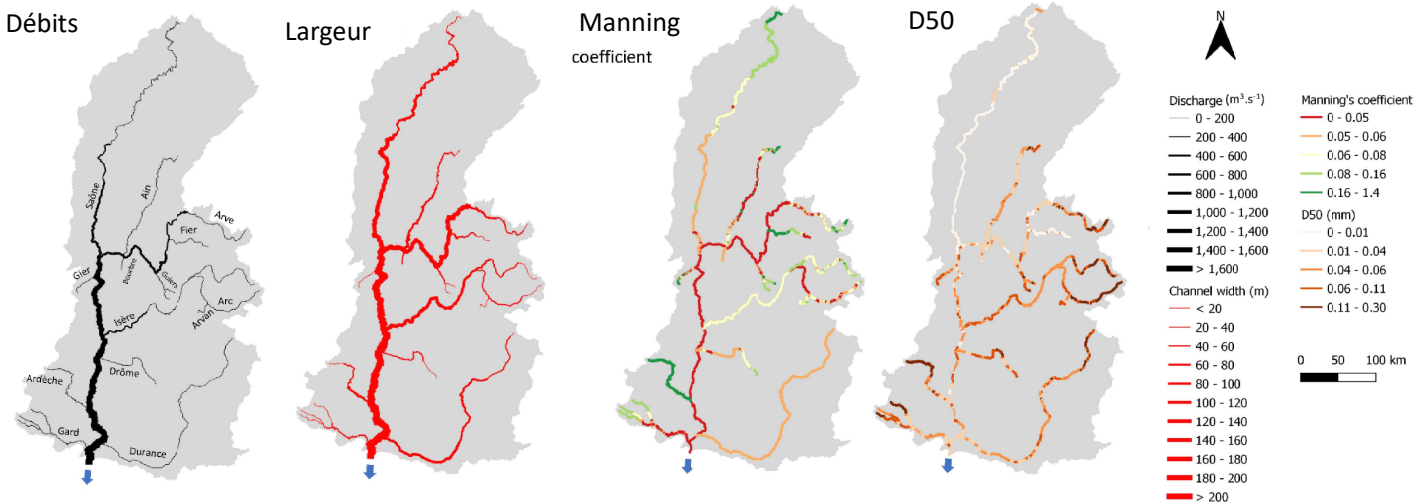 Débits
Largeur
Manning
coefficient
D50
N
Saône
Ain
Arve
Fier
Gier
Bourbre
Guiers
Isère
Arc
Arvan
Drôme
Ardèche
Gard
Durance
Discharge (m³.s⁻¹)
0 - 200
200 - 400
400 - 600
600 - 800
800 - 1,000
1,000 - 1,200
1,200 - 1,400
1,400 - 1,600
> 1,600
Channel width (m)
< 20
20 - 40
40 - 60
60 - 80
80 - 100
100 - 120
120 - 140
140 - 160
160 - 180
180 - 200
> 200
Manning's coefficient
0 - 0.05
0.05 - 0.06
0.06 - 0.08
0.08 - 0.16
0.16 - 1.4
D50 (mm)
0 - 0.01
0.01 - 0.04
0.04 - 0.06
0.06 - 0.11
0.11 - 0.30
0 50 100 km